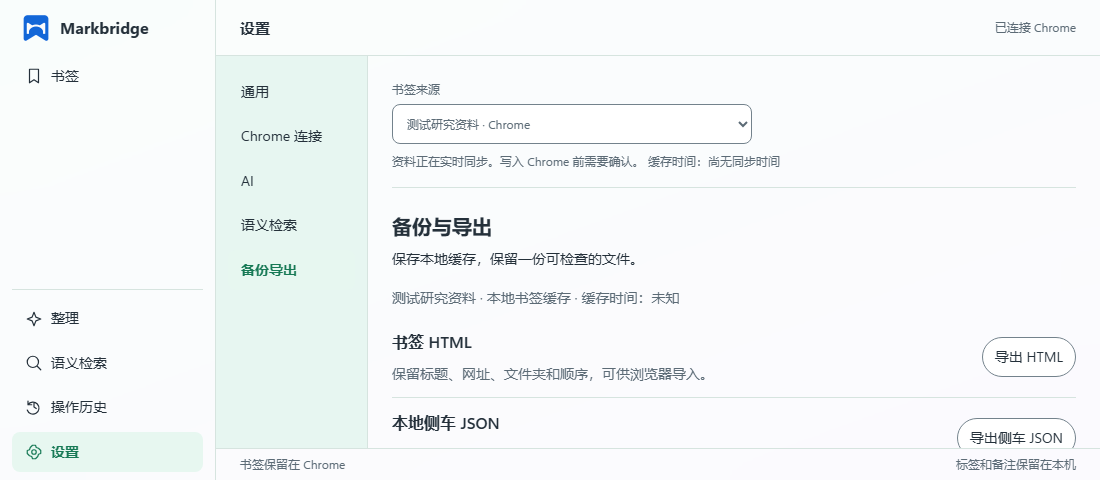 Markbridge
书签
整理
语义检索
操作历史
设置
设置
已连接 Chrome
通用
Chrome 连接
AI
语义检索
备份导出
书签来源
测试研究资料 · Chrome
资料正在实时同步。写入 Chrome 前需要确认。 缓存时间：尚无同步时间
备份与导出
保存本地缓存，保留一份可检查的文件。
测试研究资料 · 本地书签缓存 · 缓存时间：未知
书签 HTML
保留标题、网址、文件夹和顺序，可供浏览器导入。
导出 HTML
本地侧车 JSON
导出侧车 JSON
书签保留在 Chrome
标签和备注保留在本机